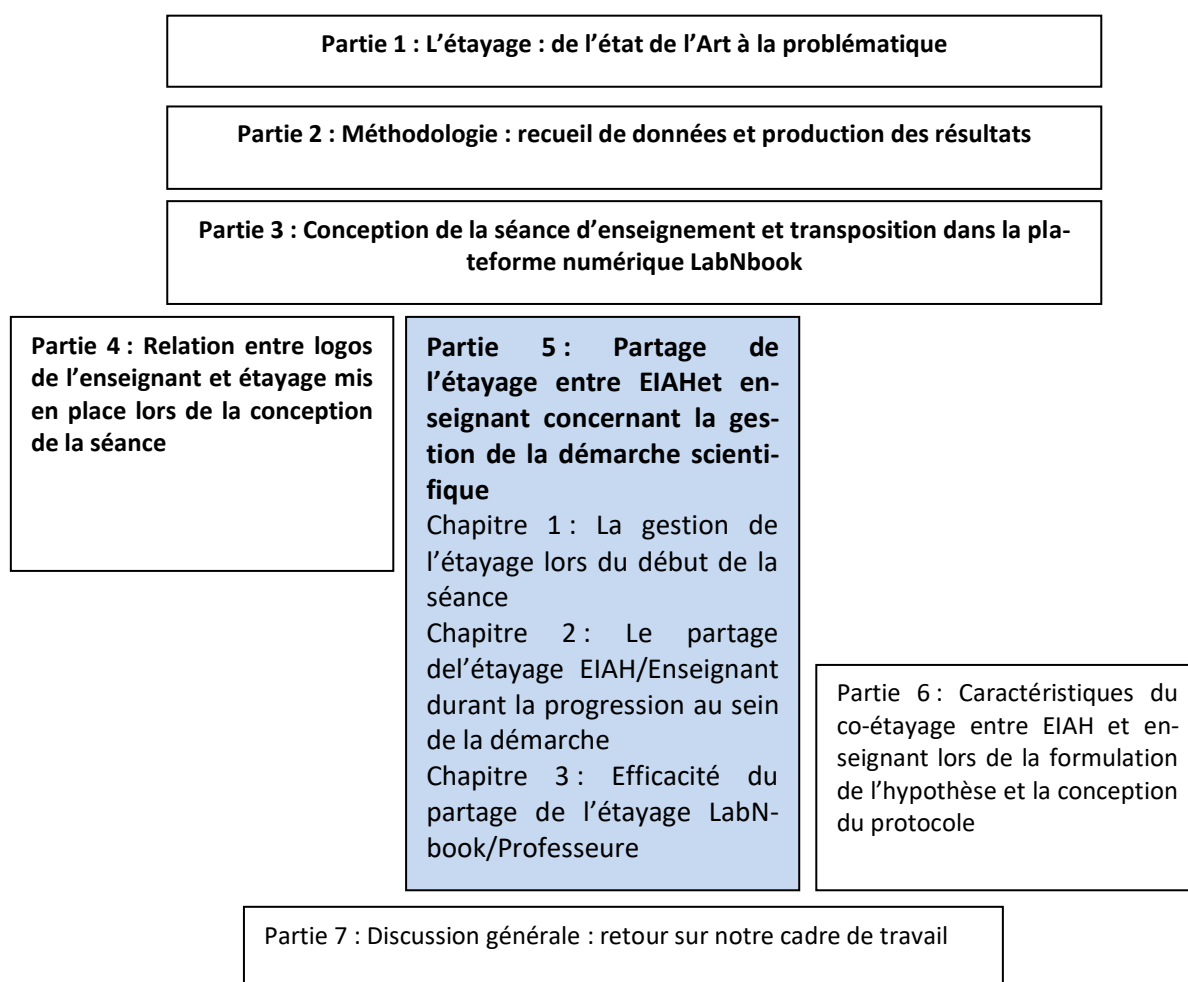 Partie 1 : L'étayage : de l'état de l'Art à la problématique
Partie 2 : Méthodologie : recueil de données et production des résultats
Partie 3 : Conception de la séance d'enseignement et transposition dans la pla-
teforme numérique LabNbook
Partie 4 : Relation entre logos
de l'enseignant et étayage mis
en place lors de la conception
de la séance
Partie 5 : Partage de
l'étayage entre EIAHet en-
seignant concernant la ges-
tion de la démarche scienti-
fique
Chapitre 1 : La gestion de
l'étayage lors du début de la
séance
Chapitre 2 : Le partage
del'étayage EIAH/Enseignant
durant la progression au sein
de la démarche
Chapitre 3 : Efficacité du
partage de l'étayage LabN-
book/Professeure
Partie 6 : Caractéristiques du
co-étayage entre EIAH et en-
seignant lors de la formulation
de l'hypothèse et la conception
du protocole
Partie 7 : Discussion générale : retour sur notre cadre de travail